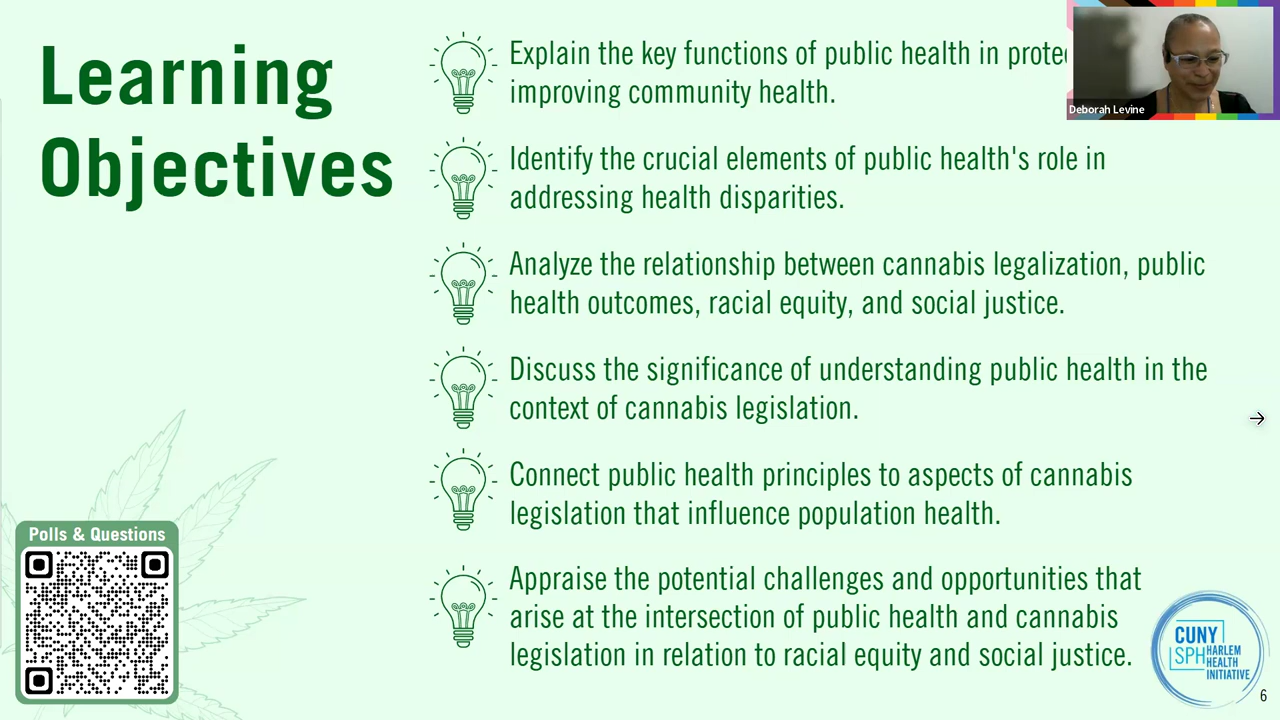 Learning
Objectives
Explain the key functions of public health in
improving community health.
Identify the crucial elements of public health's role in
addressing health disparities.
Analyze the relationship between cannabis legalization, public
health outcomes, racial equity, and social justice.
Discuss the significance of understanding public health in the
context of cannabis legislation.
Connect public health principles to aspects of cannabis
legislation that influence population health.
Appraise the potential challenges and opportunities that
arise at the intersection of public health and cannabis
legislation in relation to racial equity and social justice.
Deborah Levine
Polls & Questions
CUNY
SPH
HARLEM
HEALTH
INITIATIVE
6